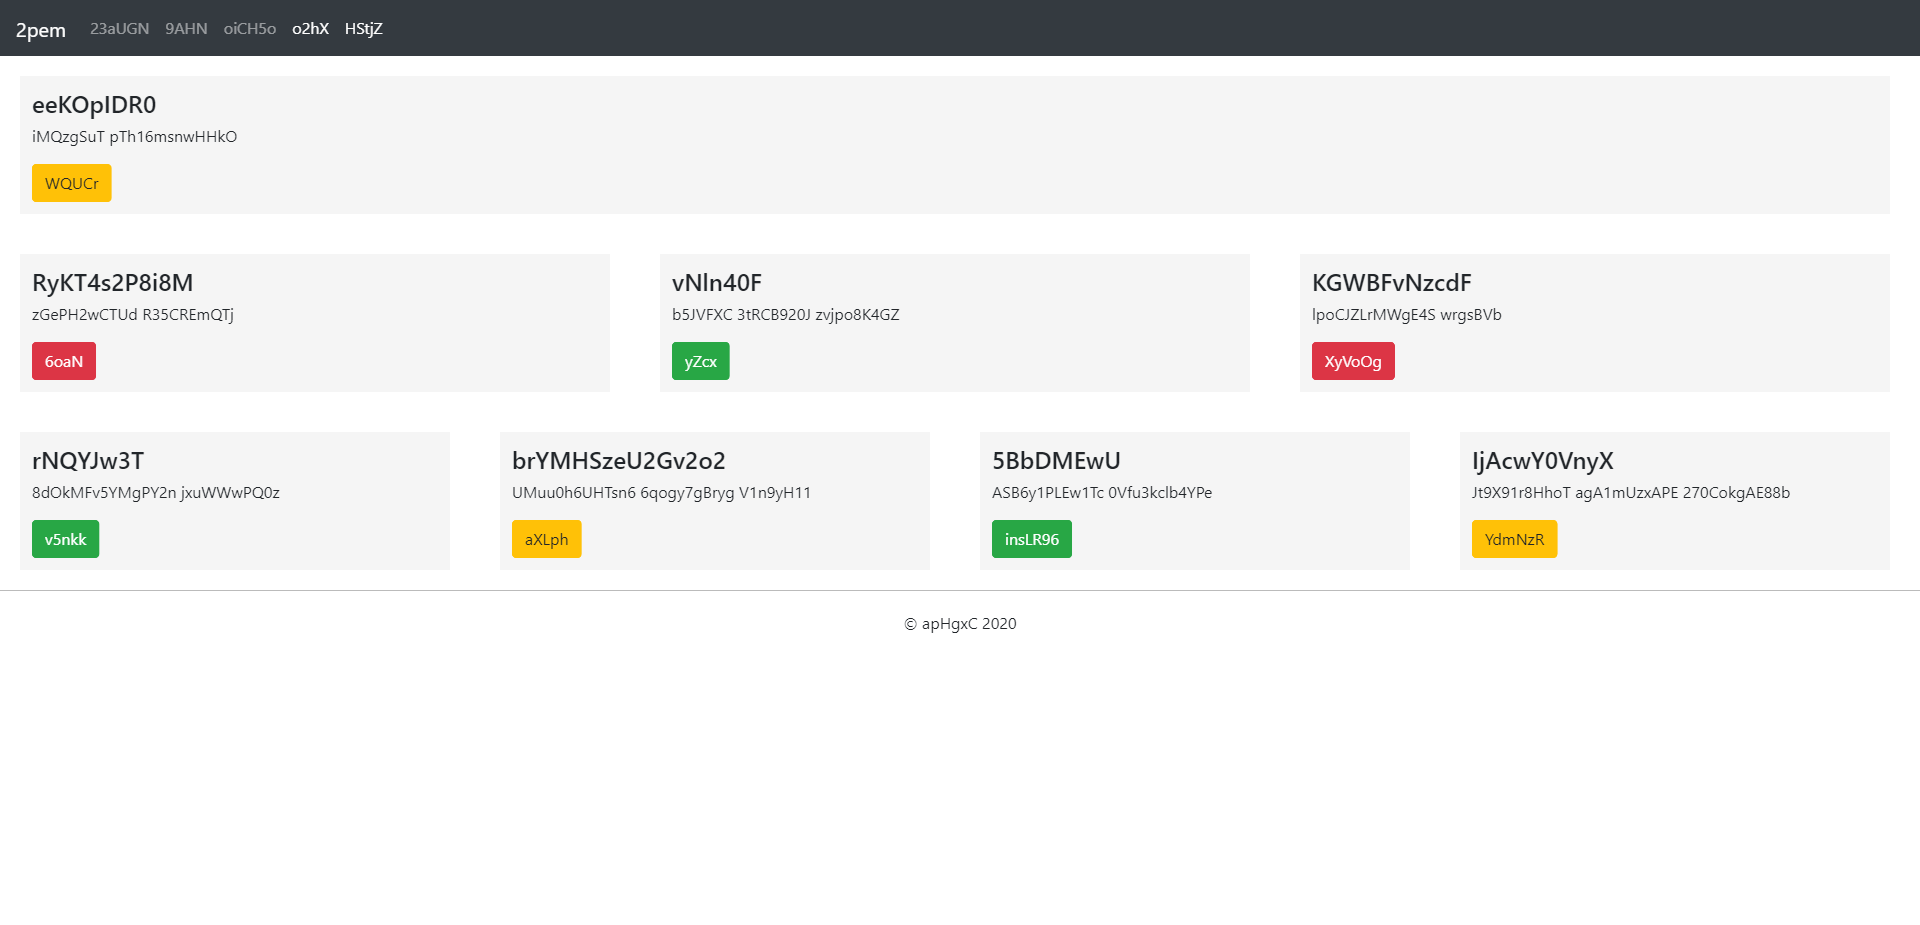 2pem 23aUGN 9AHN oiCH5o o2hX HStjZ
eeKOpIDR0
iMQzgSuT pTh16msnwHHkO
WQUCr
RyKT4s2P8i8M
zGePH2wCTUd R35CREmQTj
6oaN
vNln40F
b5JVFXC 3tRCB920J zvjpo8K4GZ
yZcx
KGWBFvNzcdF
lpoCJZLrMWgE4S wrgsBVb
XyVoOg
rNQYJw3T
8dOkMFv5YMgPY2n jxuWWwPQ0z
v5nkk
brYMHSzeU2Gv2o2
UMuu0h6UHTsn6 6qogy7gBryg V1n9yH11
aXLph
5BbDMEwU
ASB6y1PLEw1Tc 0Vfu3kclb4YPe
insLR96
IjAcwY0VnyX
Jt9X91r8HhoT agA1mUzxAPE 270CokgAE88b
YdmNzR
© apHgxC 2020